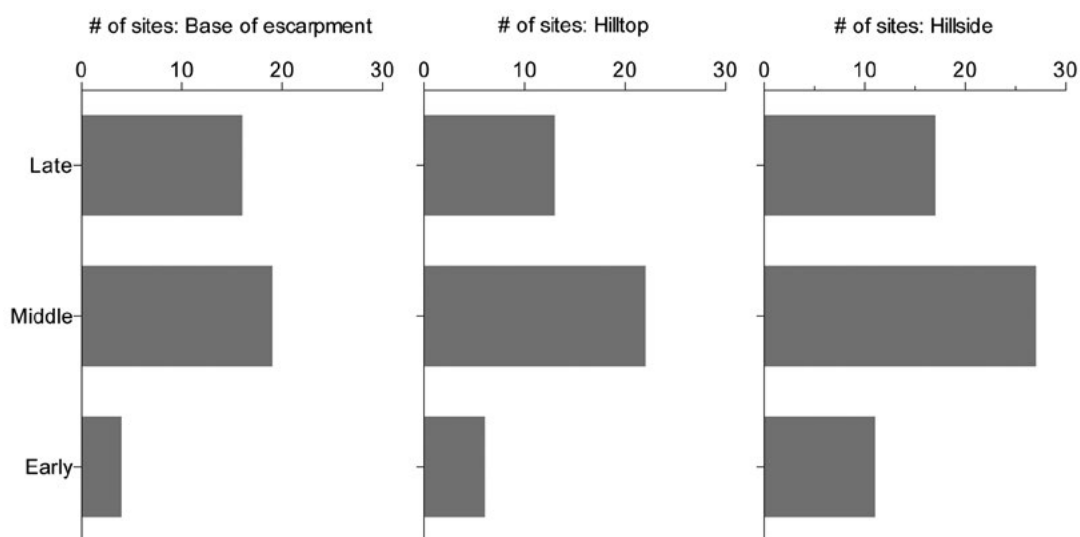 # of sites: Base of escarpment # of sites: Hilltop # of sites: Hillside
0 10 20 30 0 10 20 30 0 10 20 30
Late
Middle
Early